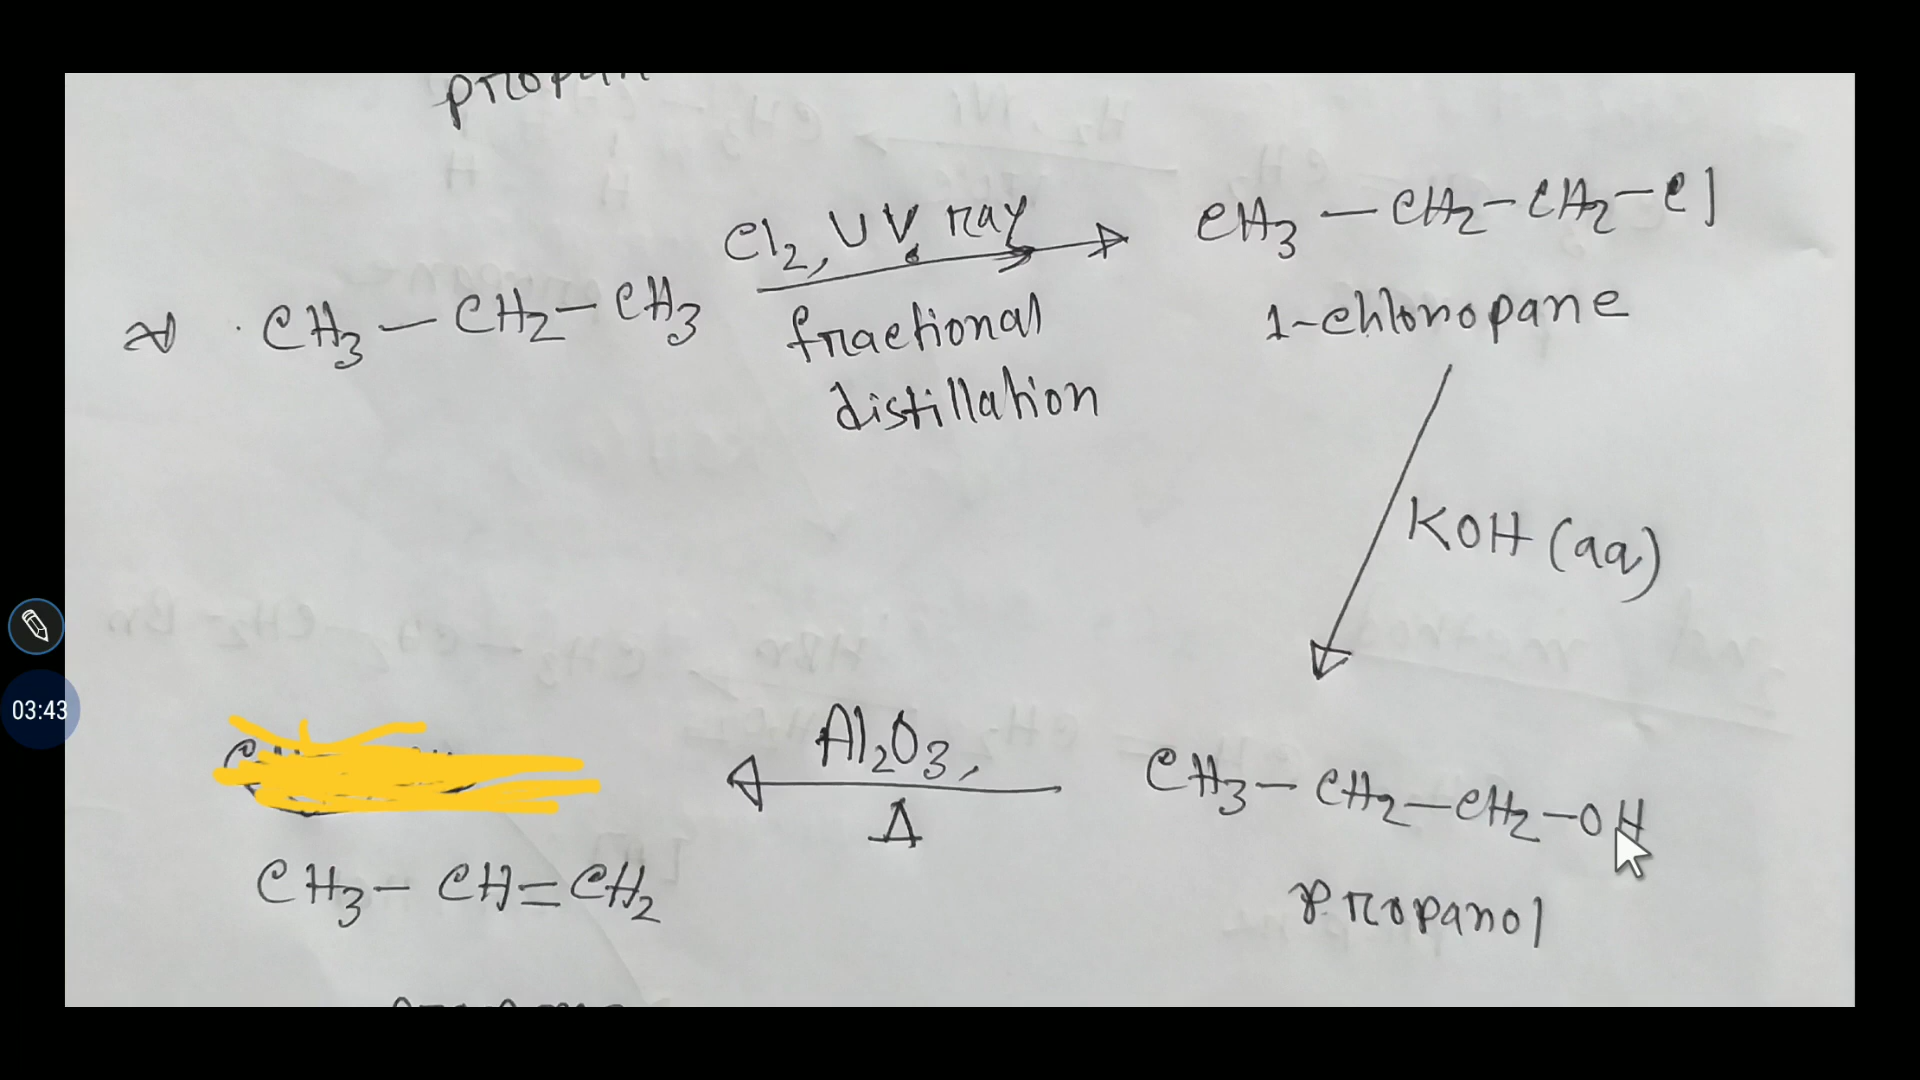 propan
Cl2, UV ray
CH3 — CH2 — CH3
fractional
distillation
CH3 — CH2 — CH2 — Cl
1-chloropane
KOH (aq)
CH3 — CH2 — CH2 — OH
Propanol
Al2O3,
Δ
CH3 — CH = CH2
03:43